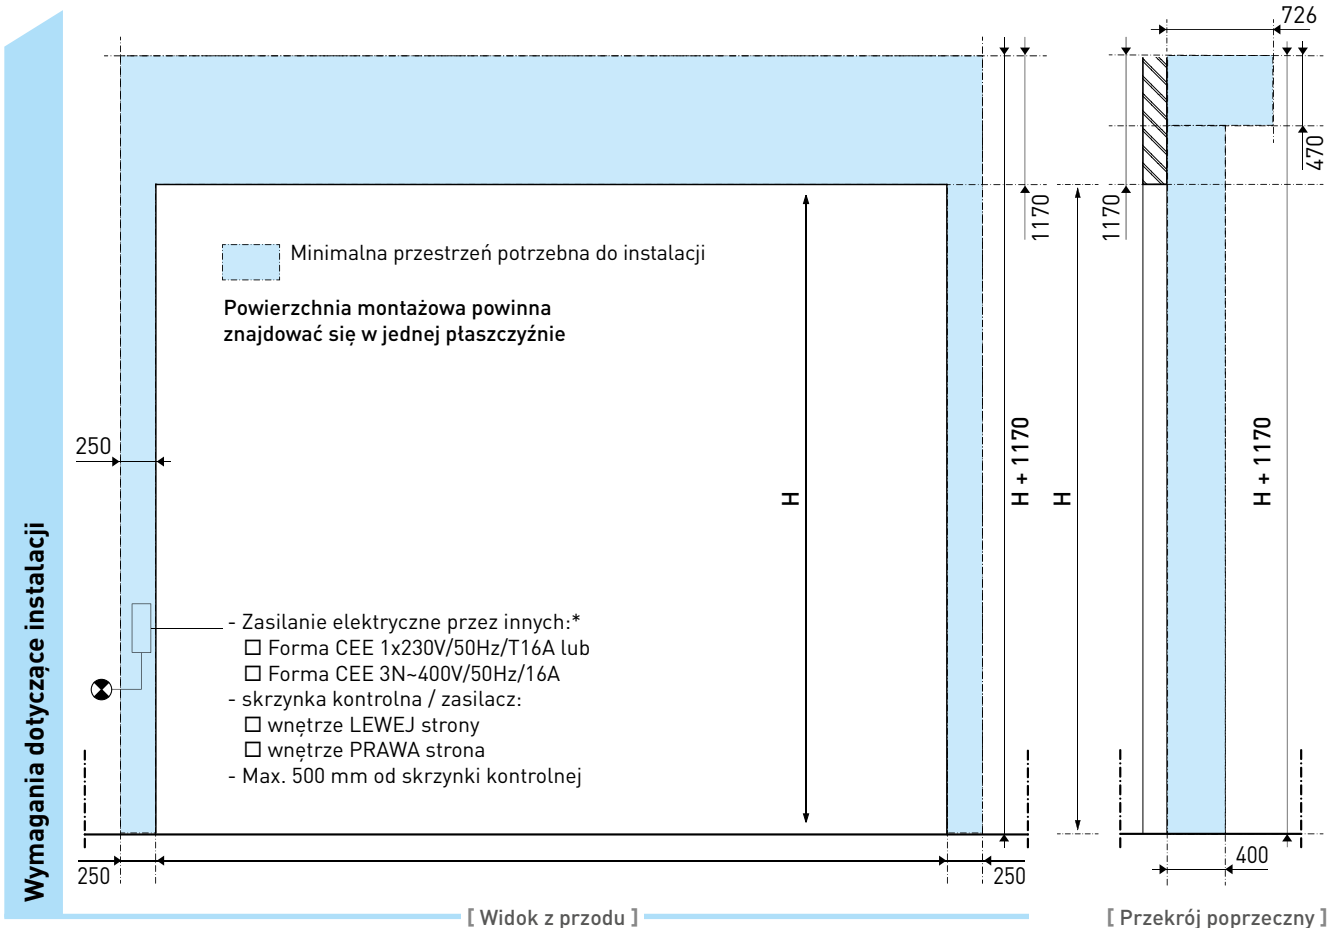 726
470
1170
1170
Minimalna przestrzeń potrzebna do instalacji
Powierzchnia montażowa powinna
znajdować się w jednej płaszczyźnie
250
H
H + 1170
H
H + 1170
Wymagania dotyczące instalacji
- Zasilanie elektryczne przez innych:*
☐ Forma CEE 1x230V/50Hz/T16A lub
☐ Forma CEE 3N~400V/50Hz/16A
- skrzynka kontrolna / zasilacz:
☐ wnętrze LEWEJ strony
☐ wnętrze PRAWA strona
- Max. 500 mm od skrzynki kontrolnej
250
250
400
[ Widok z przodu ]
[ Przekrój poprzeczny ]